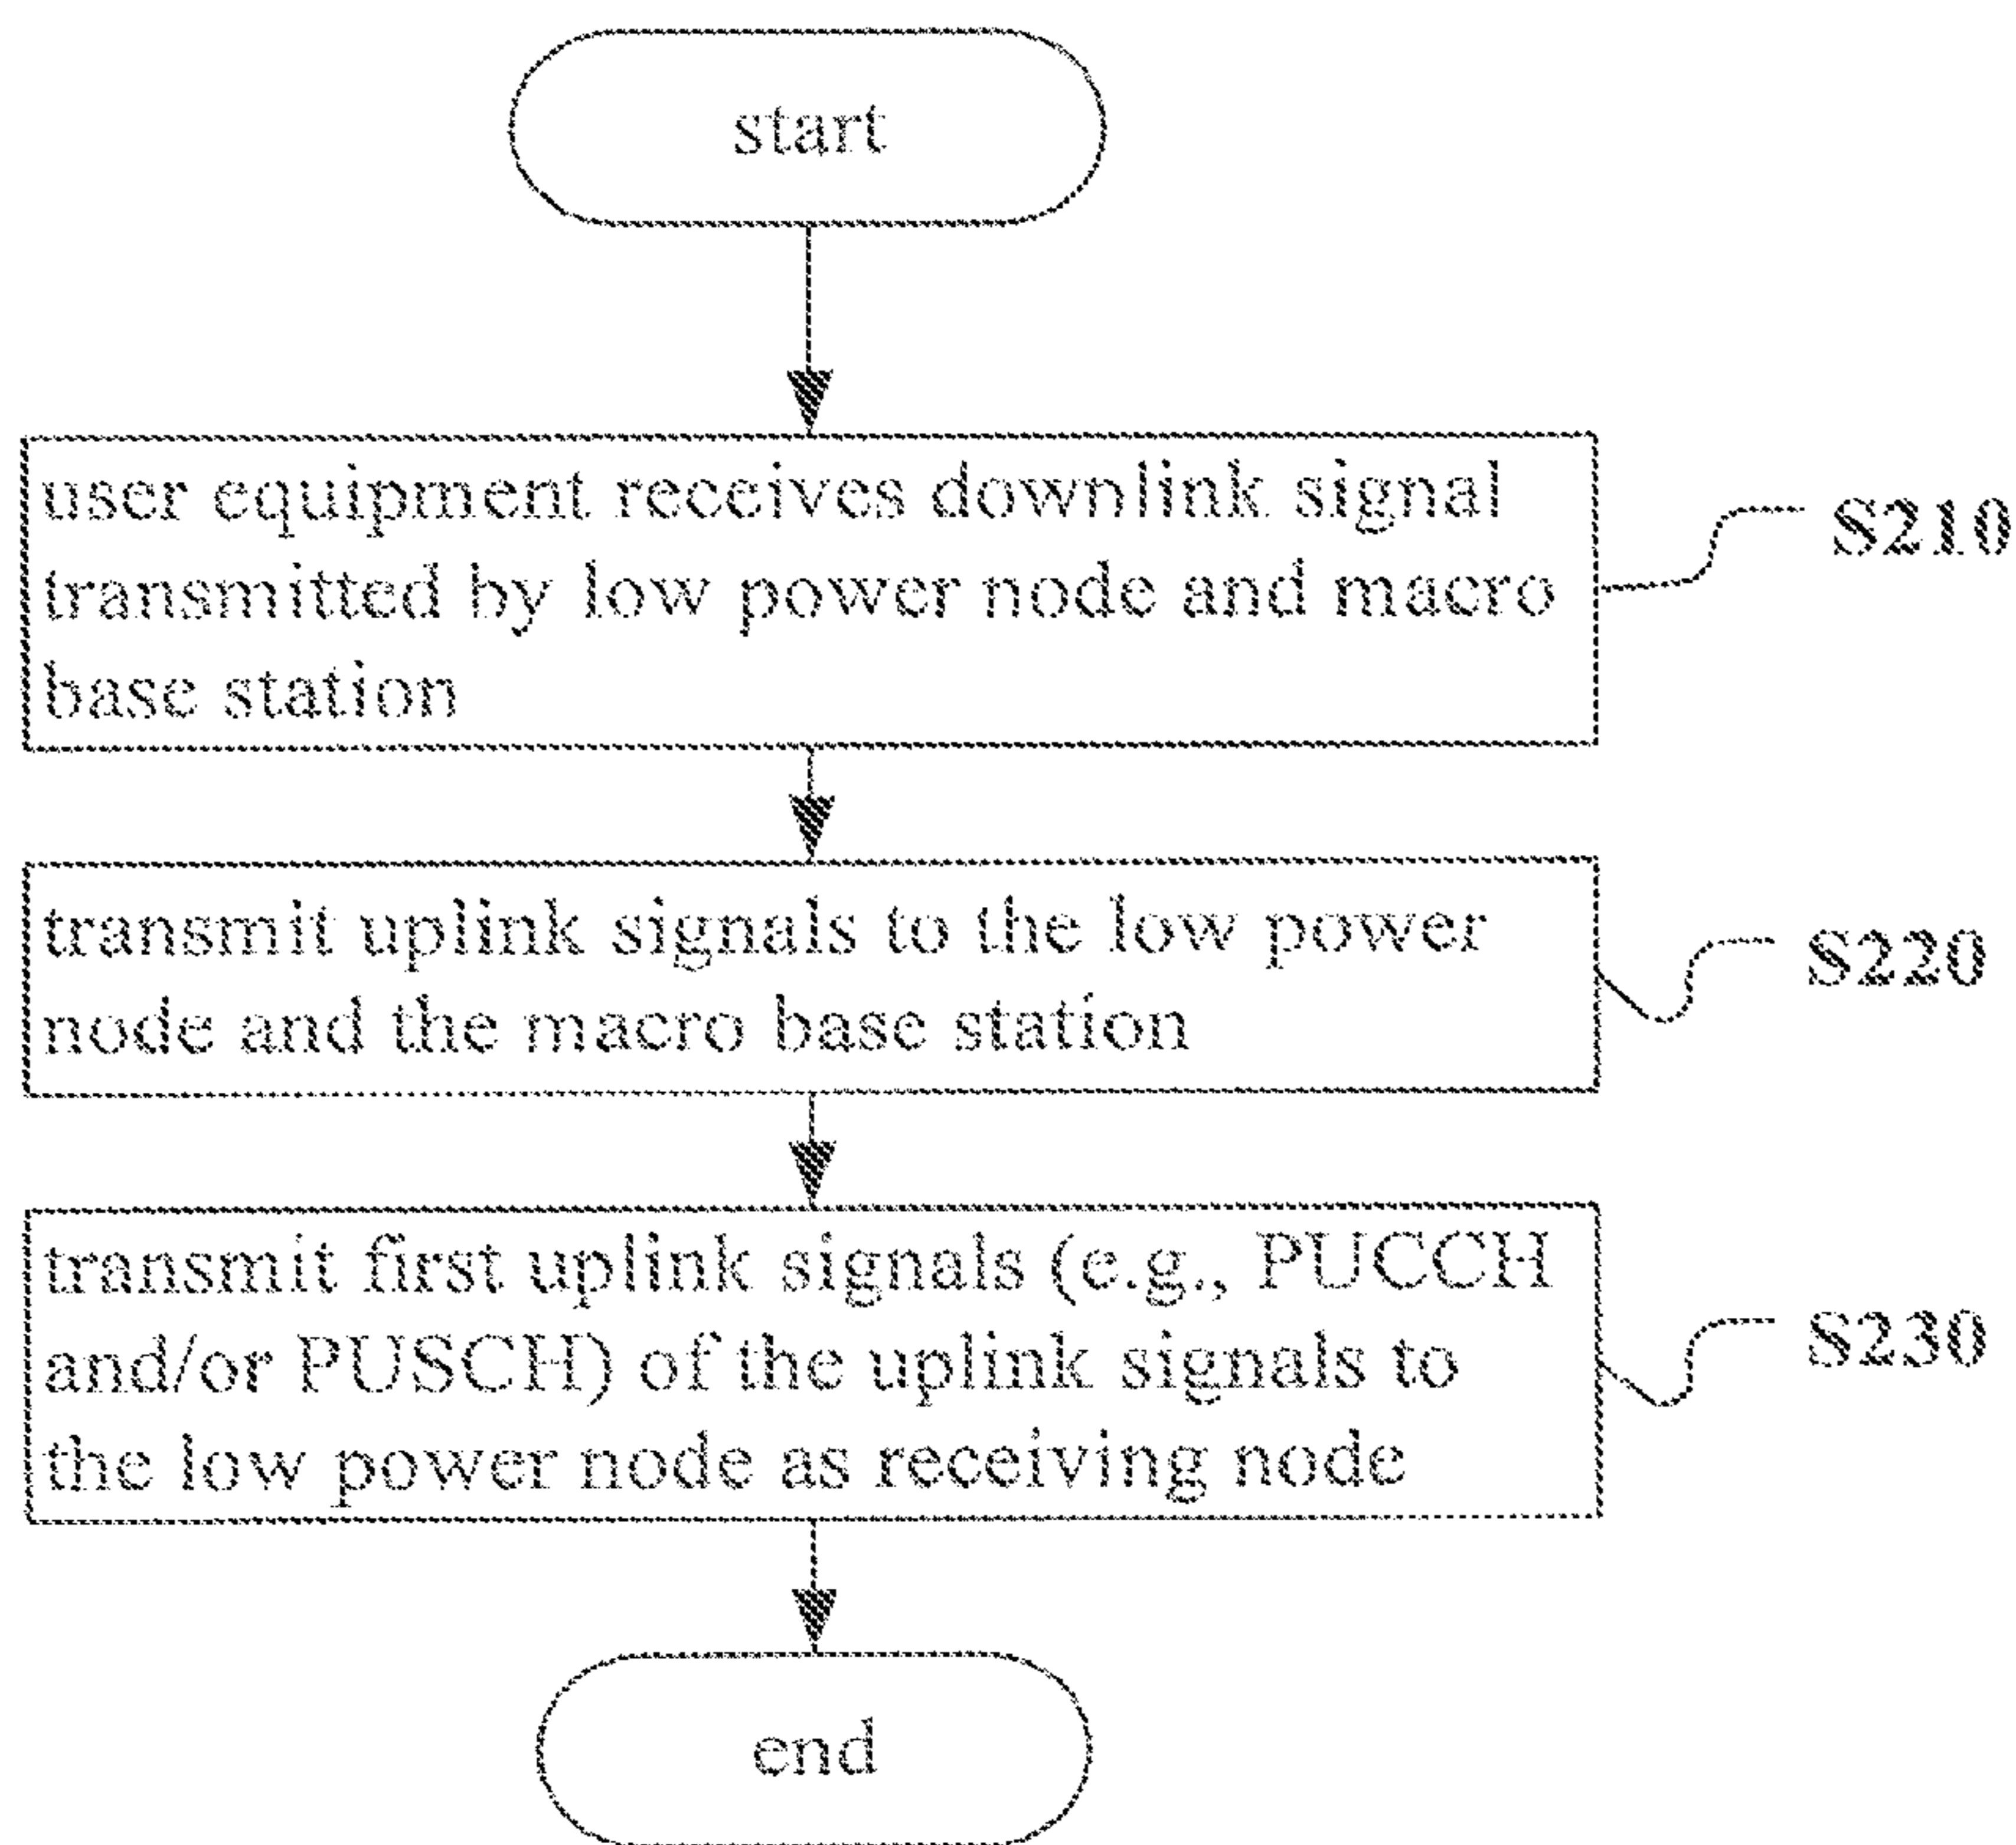 start
user equipment receives downlink signal
transmitted by low power node and macro
base station
S210
transmit uplink signals to the low power
node and the macro base station
S220
transmit first uplink signals (e.g., PUCCH
and/or PUSCH) of the uplink signals to
the low power node as receiving node
S230
end